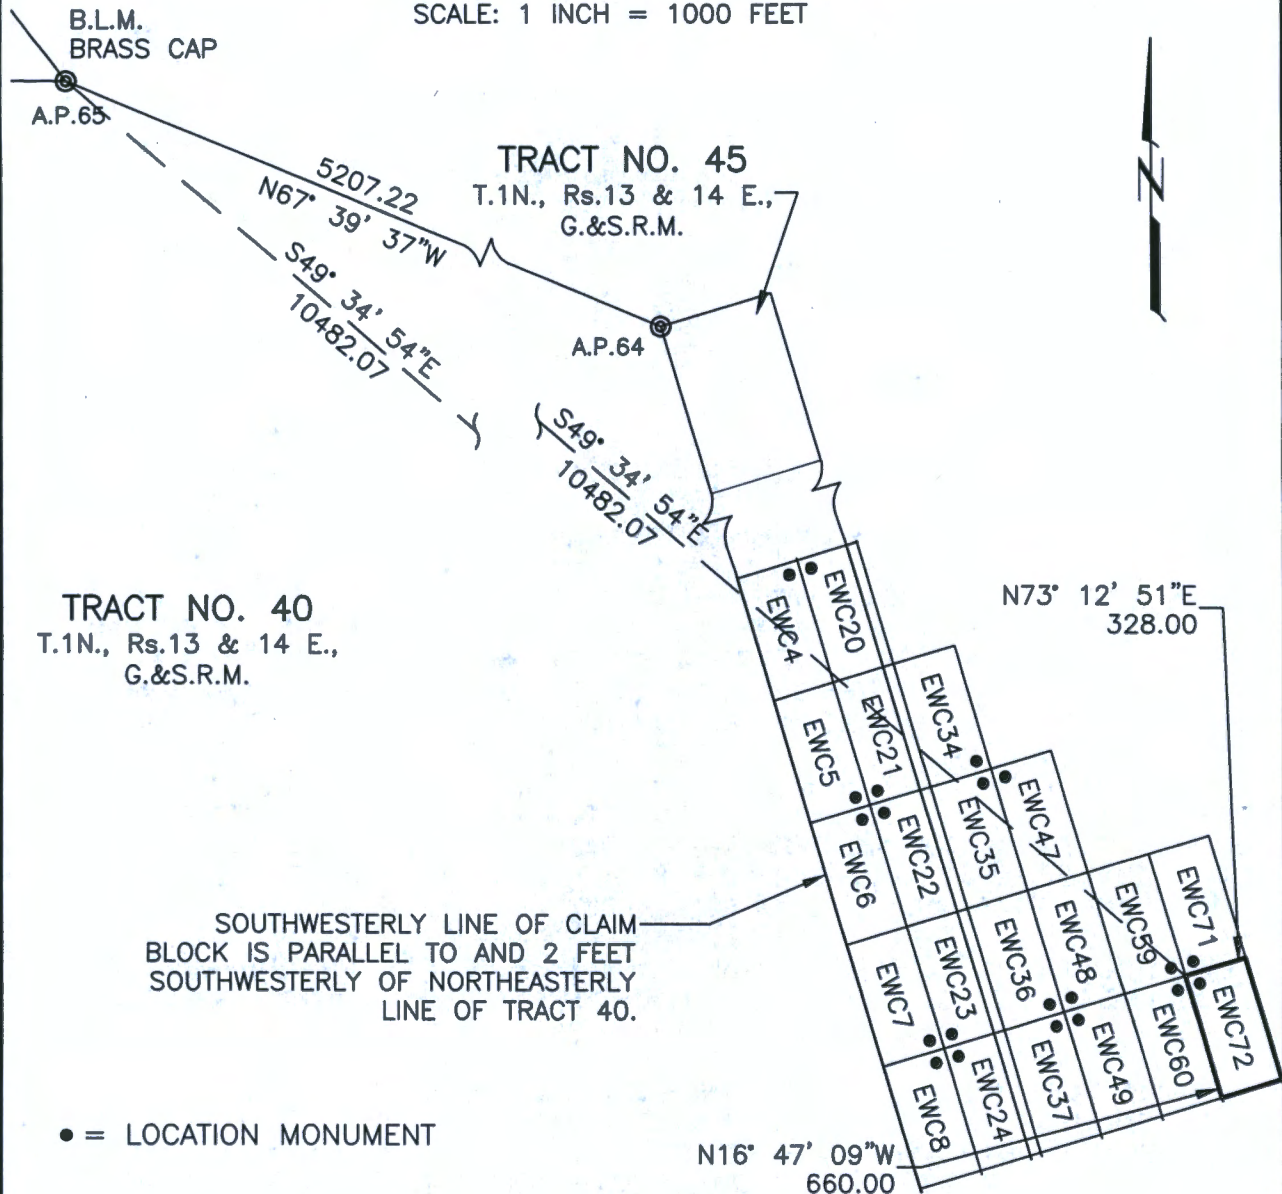 SCALE: 1 INCH = 1000 FEET
B.L.M.
BRASS CAP
A.P.65
5207.22
N67° 39' 37"W
TRACT NO. 45
T.1N., Rs.13 & 14 E.,
G.&S.R.M.
N
S49° 34' 54"E
10482.07
A.P.64
S49° 34' 54"E
10482.07
TRACT NO. 40
T.1N., Rs.13 & 14 E.,
G.&S.R.M.
N73° 12' 51"E
328.00
EWC4
EWC20
EWC5
EWC21
EWC34
EWC6
EWC22
EWC35
EWC47
EWC7
EWC23
EWC36
EWC48
EWC59
EWC71
EWC8
EWC24
EWC37
EWC49
EWC60
EWC72
SOUTHWESTERLY LINE OF CLAIM
BLOCK IS PARALLEL TO AND 2 FEET
SOUTHWESTERLY OF NORTHEASTERLY
LINE OF TRACT 40.
● = LOCATION MONUMENT
N16° 47' 09"W
660.00